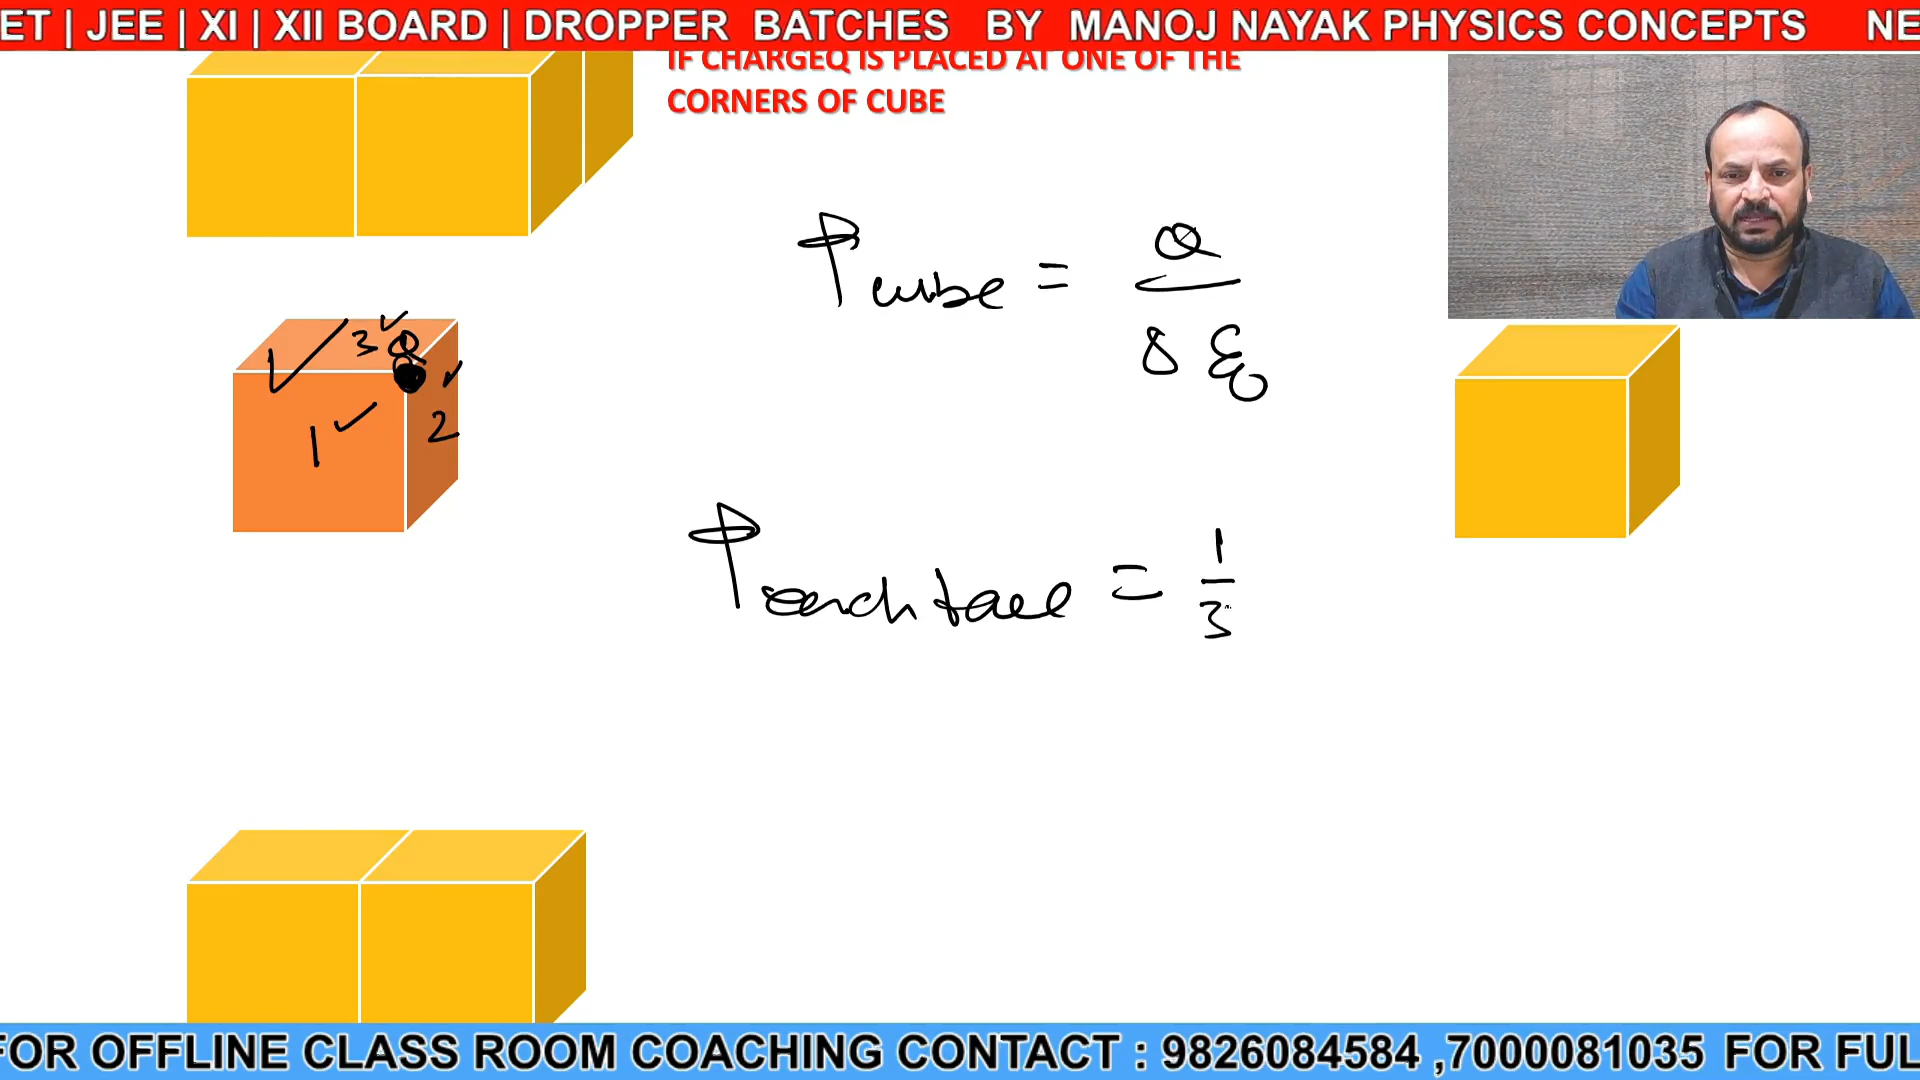 ET | JEE | XI | XII BOARD | DROPPER BATCHES BY MANOJ NAYAK PHYSICS CONCEPTS NE
IF CHARGEQ IS PLACED AT ONE OF THE
CORNERS OF CUBE
Φcube = Q / 8 ε0
3 Q
1
2
Φeach face = 1 / 3
FOR OFFLINE CLASS ROOM COACHING CONTACT : 9826084584 ,7000081035 FOR FUL